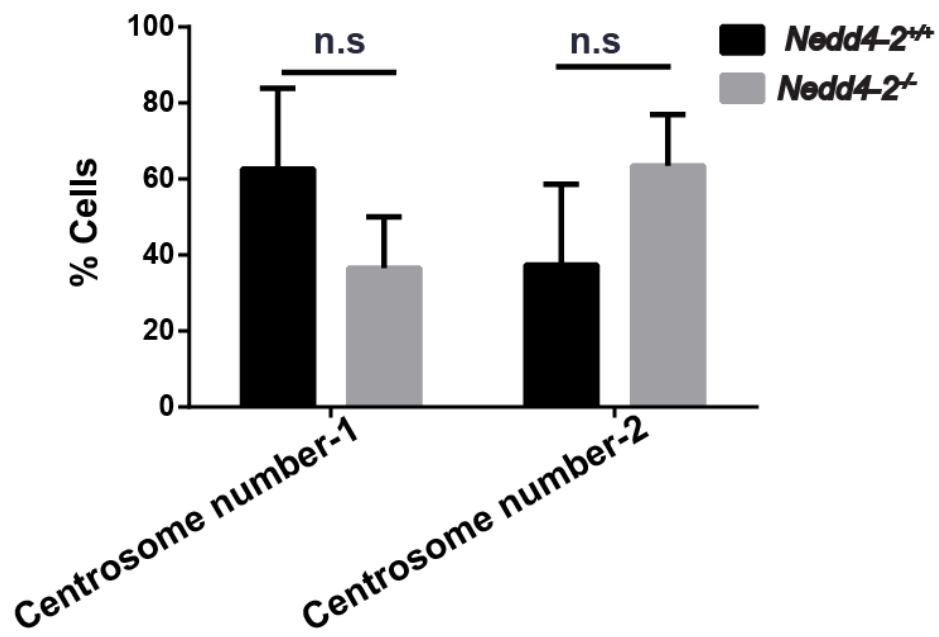 100
80
60
40
20
0
% Cells
n.s
n.s
Nedd4-2+/+
Nedd4-2-/-
Centrosome number-1
Centrosome number-2